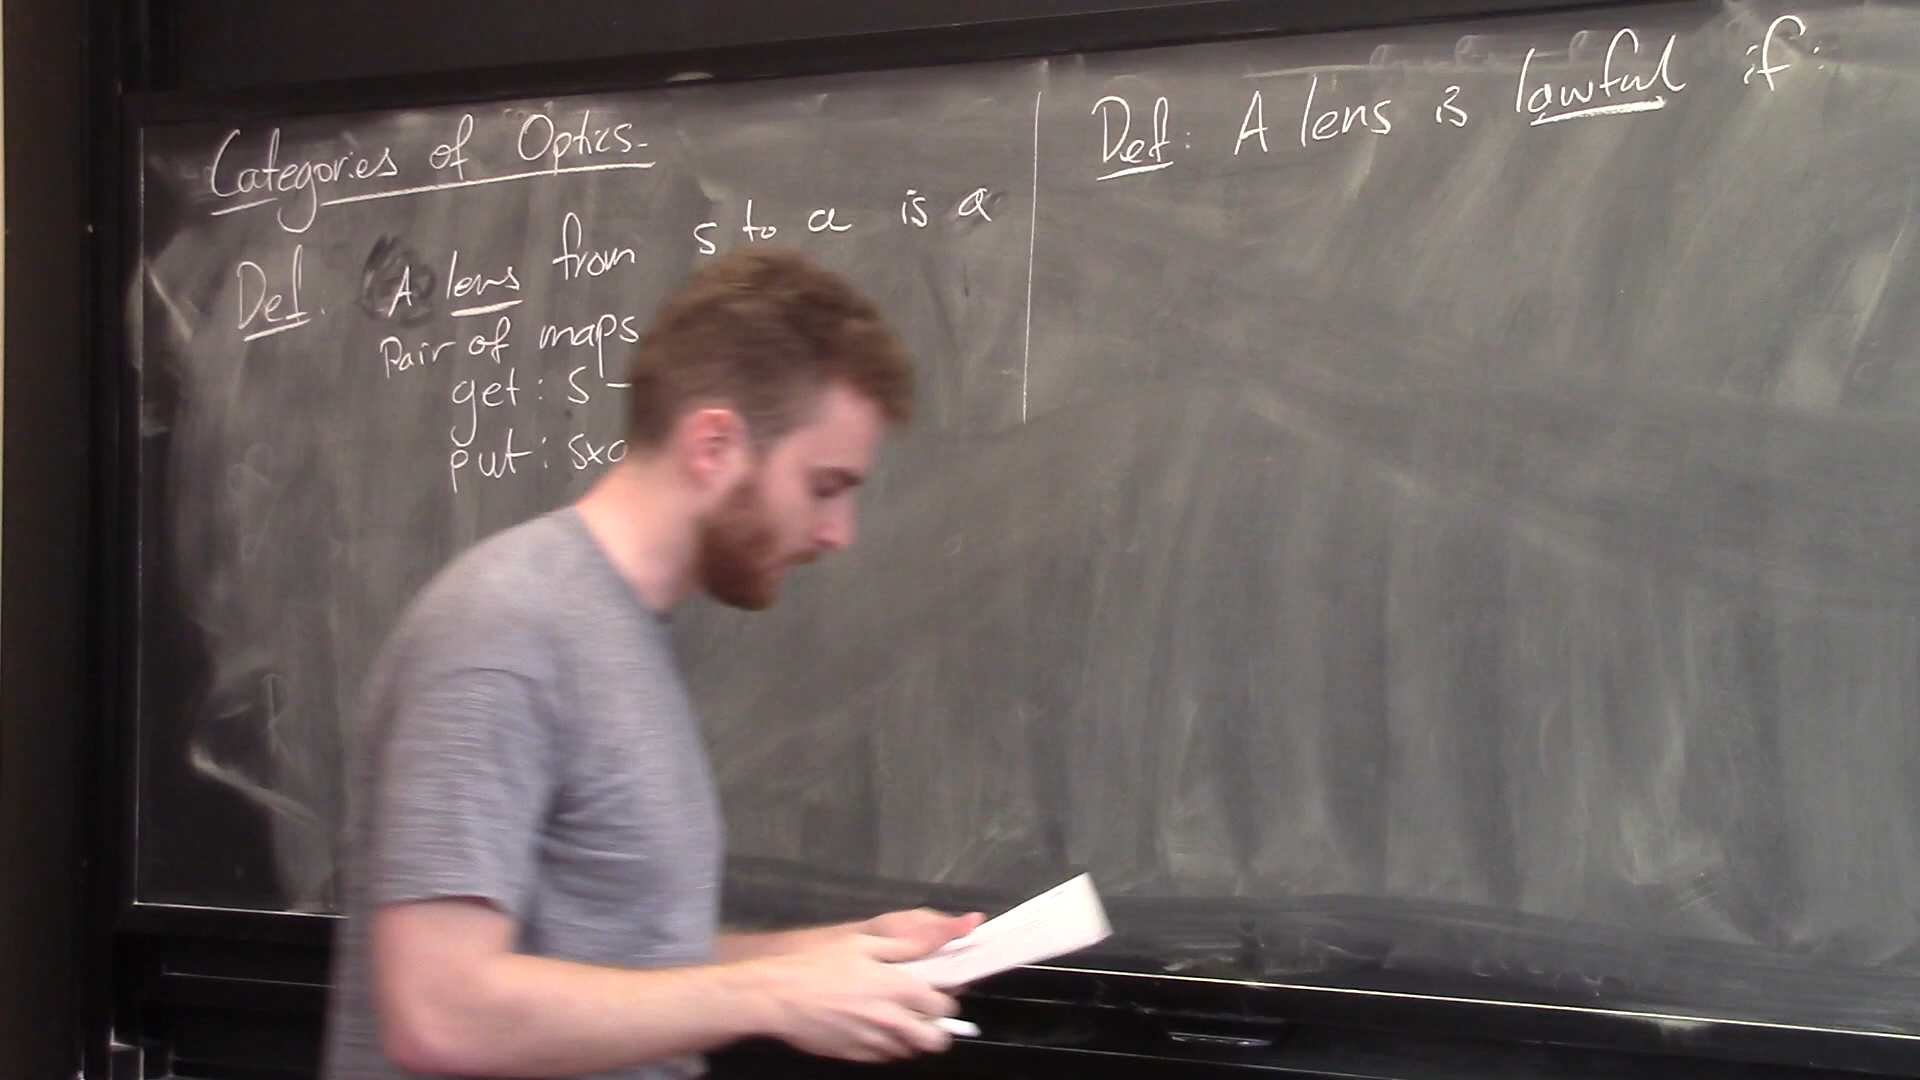 Categories of Optics.
Def. A lens from s to a is a
Pair of maps
get: S -
put: Sx
Def: A lens is lawful if: